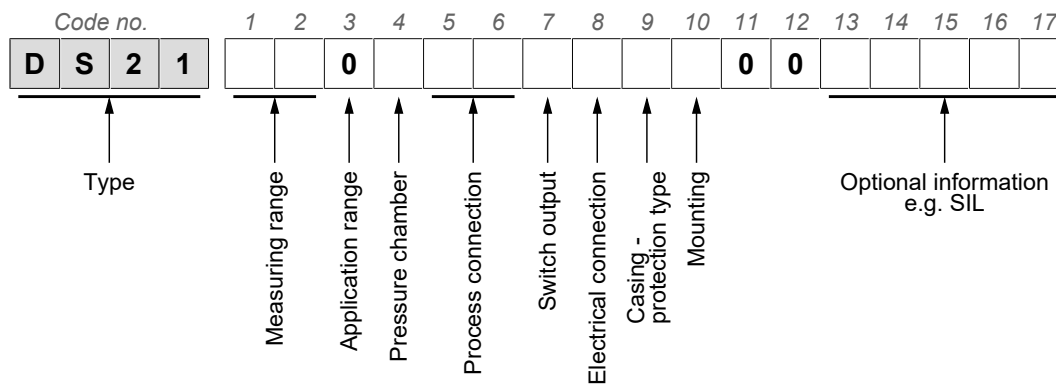 Code no. 1 2 3 4 5 6 7 8 9 10 11 12 13 14 15 16 17
D S 2 1 0 0 0
Type
Measuring range
Application range
Pressure chamber
Process connection
Switch output
Electrical connection
Casing -
protection type
Mounting
Optional information
e.g. SIL